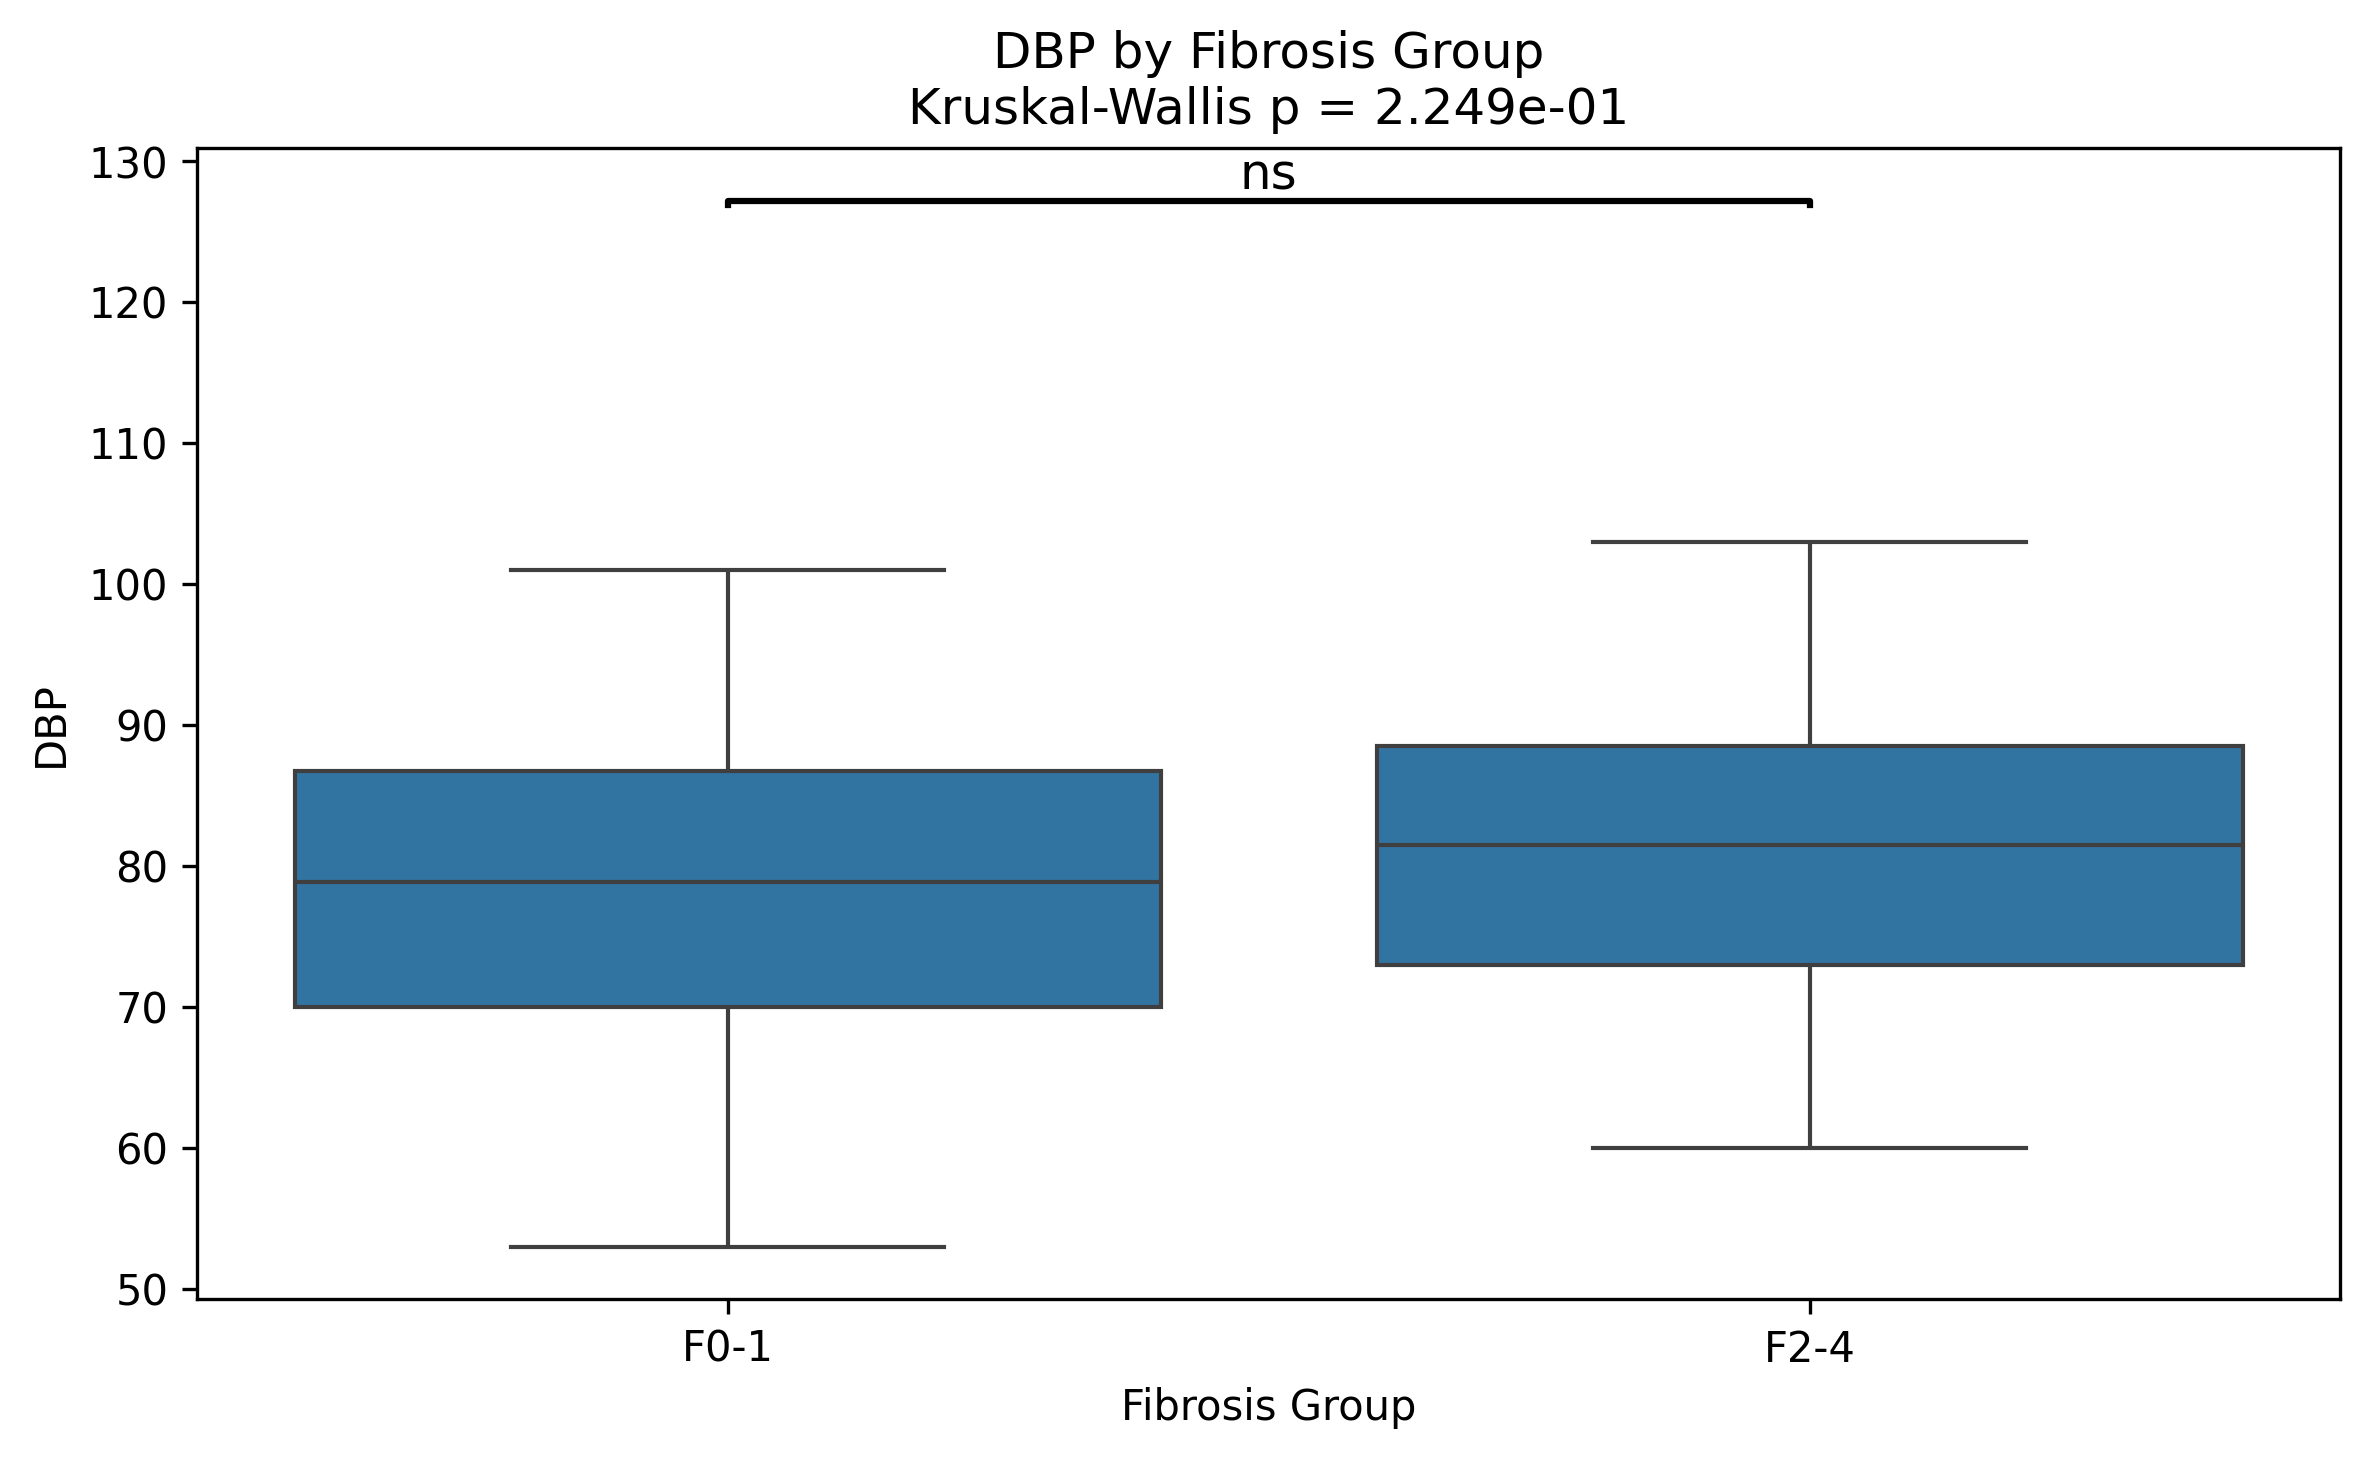 DBP by Fibrosis Group
Kruskal-Wallis p = 2.249e-01
ns
130
120
110
100
90
80
70
60
50
DBP
F0-1
F2-4
Fibrosis Group